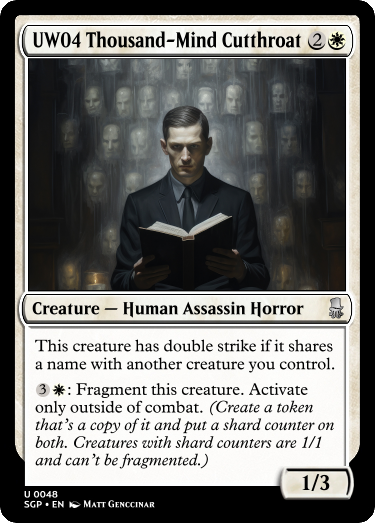 UW04 Thousand-Mind Cutthroat 2
Creature — Human Assassin Horror
This creature has double strike if it shares
a name with another creature you control.
3 : Fragment this creature. Activate
only outside of combat. (Create a token
that's a copy of it and put a shard counter on
both. Creatures with shard counters are 1/1
and can't be fragmented.)
1/3
U 0048
SGP • EN Matt Genccinar